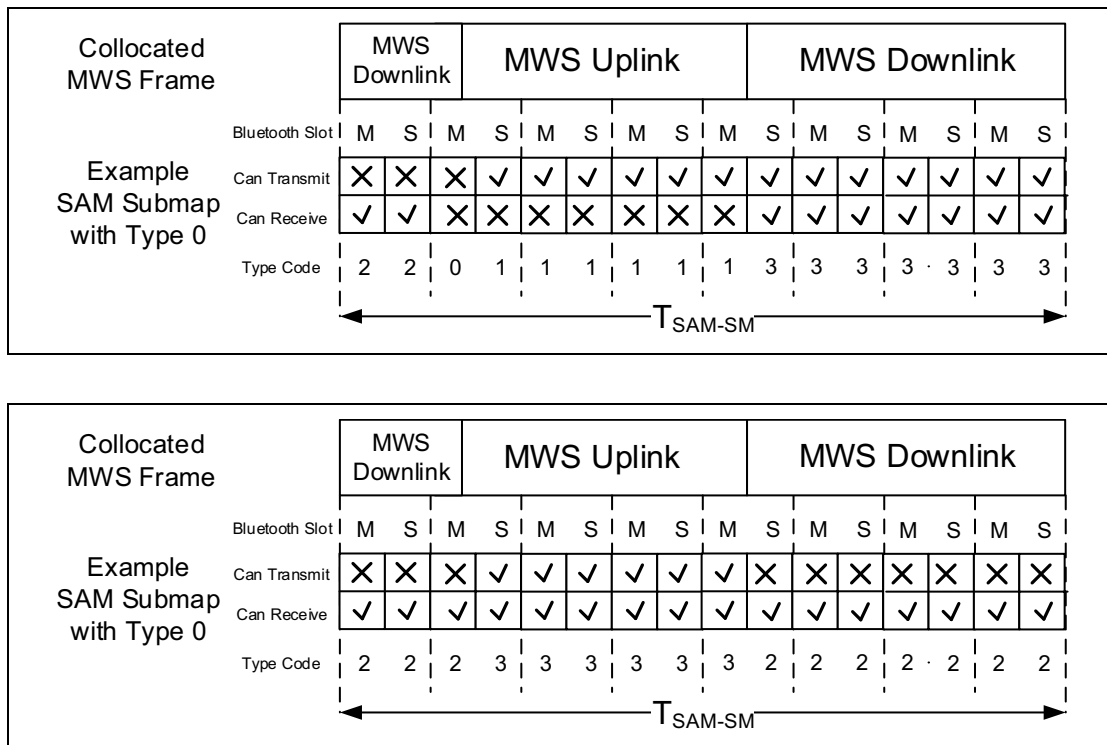 Collocated
MWS Frame
MWS
Downlink
MWS Uplink
MWS Downlink
Bluetooth Slot M S M S M S M S M S M S M S M S
Example
SAM Submap
with Type 0
Can Transmit
Can Receive
Type Code 2 2 0 1 1 1 1 1 1 3 3 3 3 · 3 3 3
TSAM-SM
Collocated
MWS Frame
MWS
Downlink
MWS Uplink
MWS Downlink
Bluetooth Slot M S M S M S M S M S M S M S M S
Example
SAM Submap
with Type 0
Can Transmit
Can Receive
Type Code 2 2 2 3 3 3 3 3 3 2 2 2 2 · 2 2 2
TSAM-SM